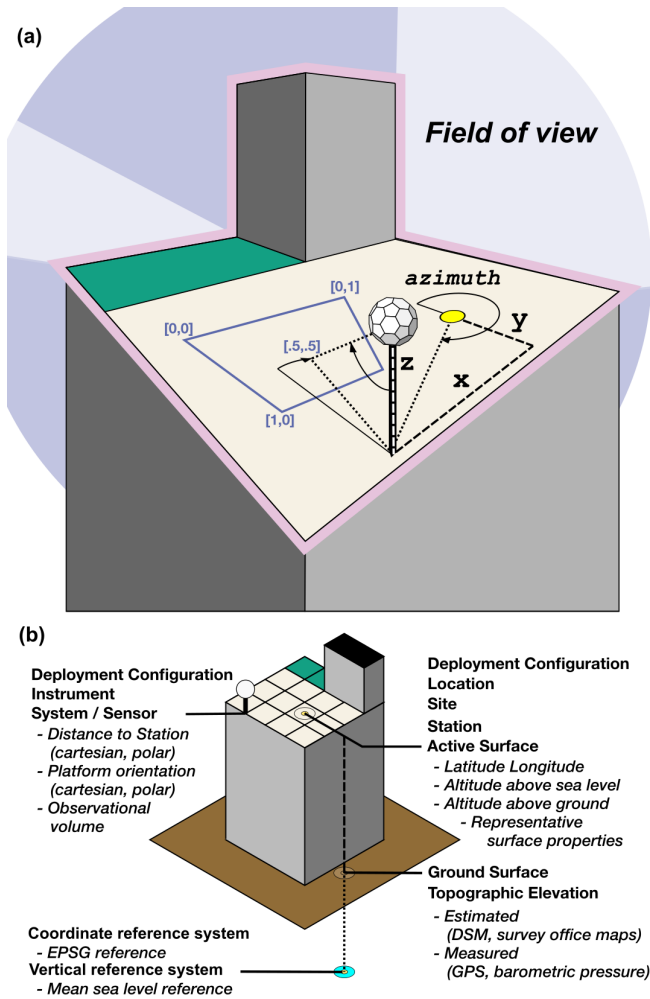 (a)
Field of view
azimuth
[0,1]
[0,0]
y
[.5,.5]
z
x
[1,0]
(b)
Deployment Configuration
Instrument
System / Sensor
- Distance to Station
(cartesian, polar)
- Platform orientation
(cartesian, polar)
- Observational
volume
Deployment Configuration
Location
Site
Station
Active Surface
- Latitude Longitude
- Altitude above sea level
- Altitude above ground
- Representative
surface properties
Ground Surface
Topographic Elevation
- Estimated
(DSM, survey office maps)
- Measured
(GPS, barometric pressure)
Coordinate reference system
- EPSG reference
Vertical reference system
- Mean sea level reference